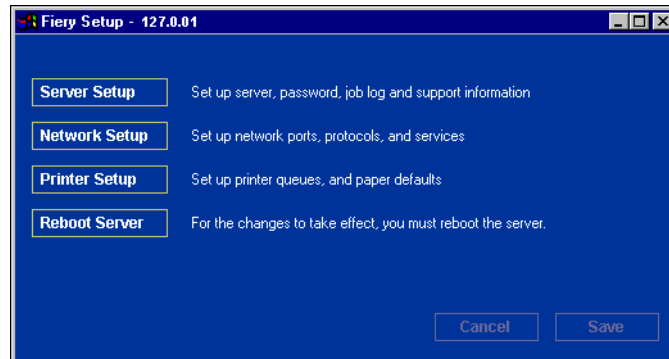 Fiery Setup - 127.0.01
Server Setup Set up server, password, job log and support information
Network Setup Set up network ports, protocols, and services
Printer Setup Set up printer queues, and paper defaults
Reboot Server For the changes to take effect, you must reboot the server.
Cancel Save